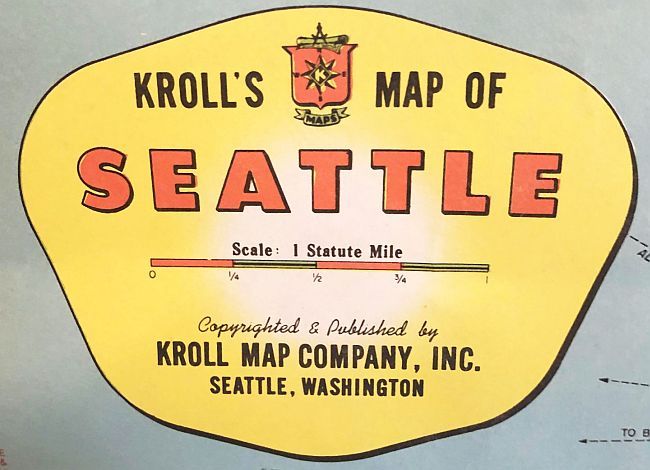 KROLL'S MAP OF
K
MAPS
SEATTLE
Scale: 1 Statute Mile
0 1/4 1/2 3/4 1
Copyrighted & Published by
KROLL MAP COMPANY, INC.
SEATTLE, WASHINGTON
TO B